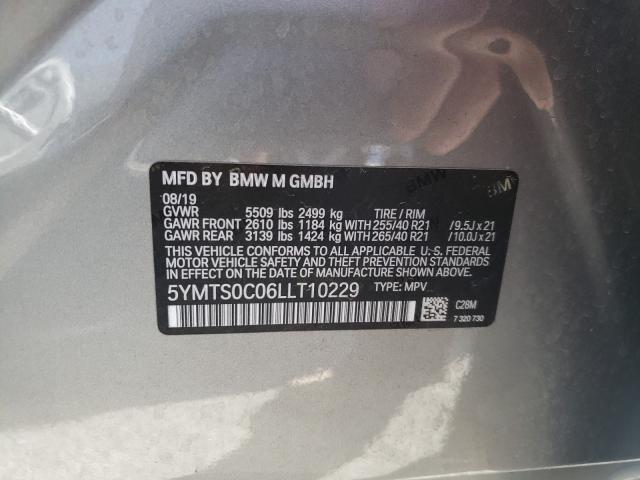 MFD BY BMW M GMBH
08/19
GVWR 5509 lbs 2499 kg TIRE / RIM
GAWR FRONT 2610 lbs 1184 kg WITH 255/40 R21 /9.5J x 21
GAWR REAR 3139 lbs 1424 kg WITH 265/40 R21 /10.0J x 21
THIS VEHICLE CONFORMS TO ALL APPLICABLE U.S. FEDERAL
MOTOR VEHICLE SAFETY, BUMPER, AND THEFT PREVENTION
STANDARDS IN EFFECT ON THE DATE OF MANUFACTURE SHOWN ABOVE.
5YMTS0C06LLT10229 TYPE: MPV
C28M
7 320 730
BMW
BMW